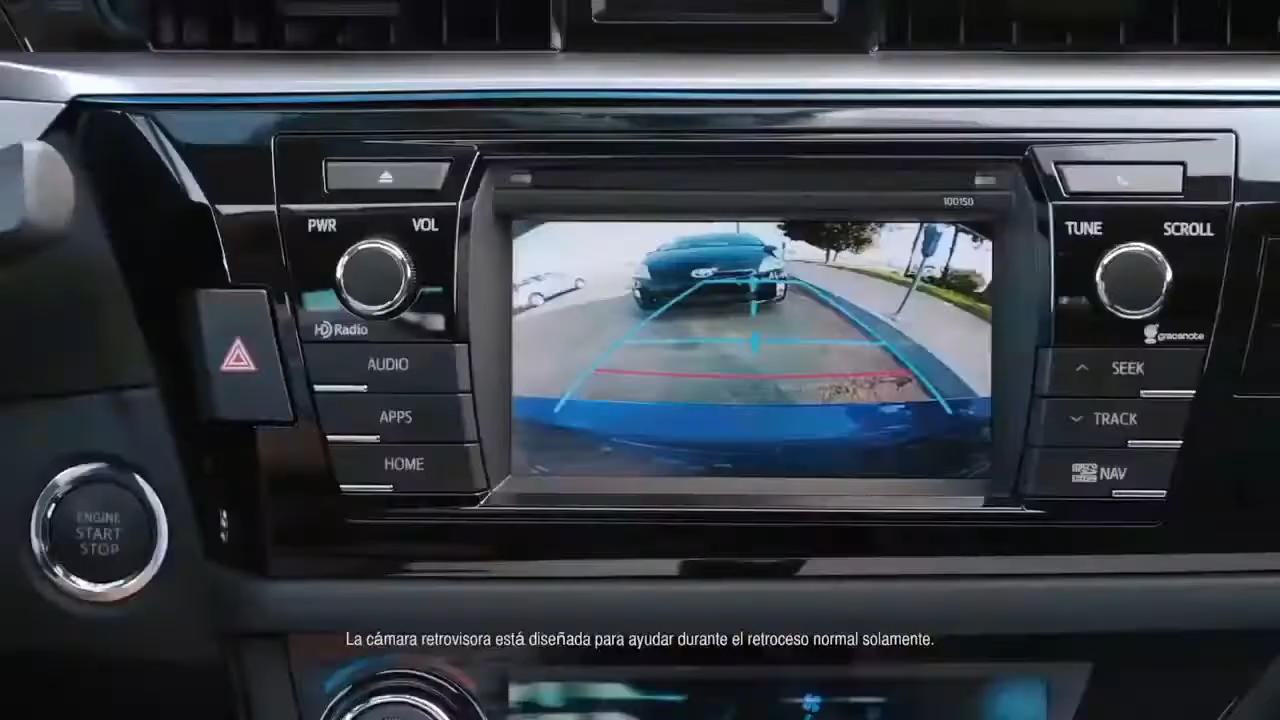 100150
PWR VOL
TUNE SCROLL
HD Radio
gracenote
AUDIO
SEEK
APPS
TRACK
HOME
NAV
ENGINE
START
STOP
La cámara retrovisora está diseñada para ayudar durante el retroceso normal solamente.